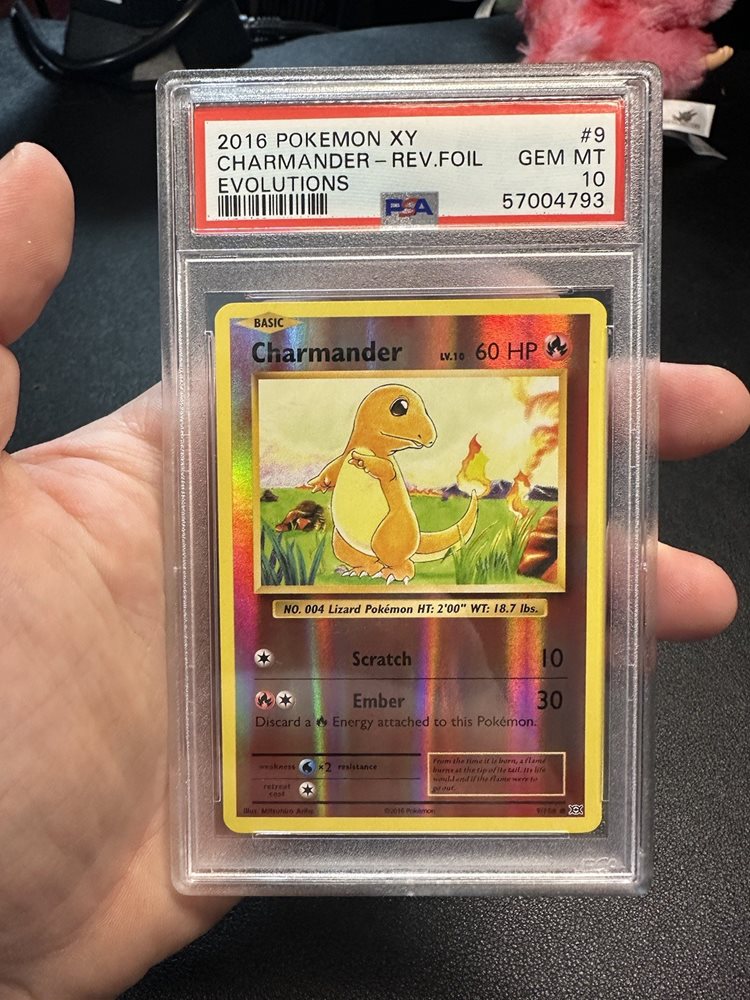 2016 POKEMON XY #9
CHARMANDER-REV.FOIL GEM MT
EVOLUTIONS 10
PSA 57004793
BASIC
Charmander LV.10 60 HP
NO. 004 Lizard Pokémon HT: 2'00" WT: 18.7 lbs.
Scratch 10
Ember 30
Discard a Energy attached to this Pokémon.
weakness ×2 resistance
retreat
cost
From the time it is born, a flame
burns at the tip of its tail. Its life
would end if the flame were to
go out.
Illus. Mitsuhiro Arita ©2016 Pokémon 9/108